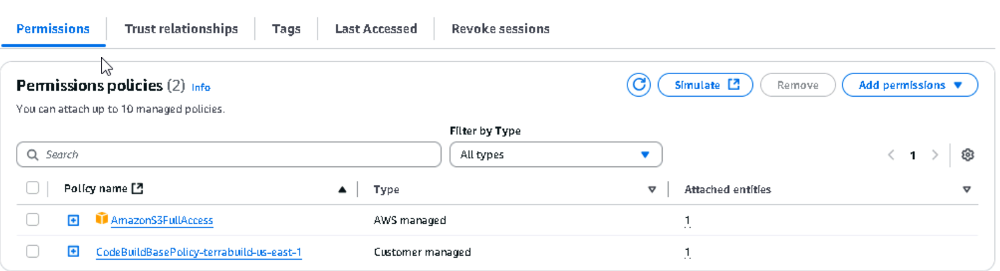 Permissions Trust relationships Tags Last Accessed Revoke sessions
Permissions policies (2) Info Simulate Remove Add permissions
You can attach up to 10 managed policies.
Filter by Type
Search All types 1
Policy name Type Attached entities
AmazonS3FullAccess AWS managed 1
CodeBuildBasePolicy-terrabuild-us-east-1 Customer managed 1